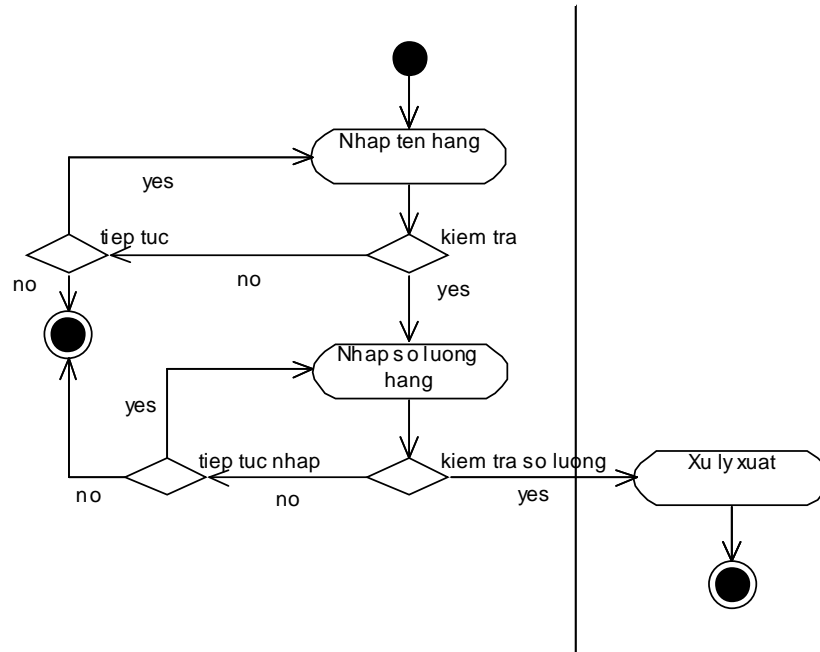 Nhap ten hang
yes
tiep tuc
kiem tra
no
no
yes
Nhap so luong
hang
yes
tiep tuc nhap
kiem tra so luong
Xu ly xuat
no
no
yes